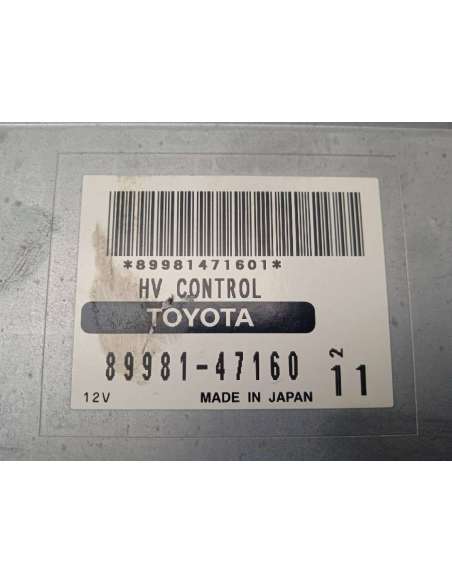 *89981471601*
HV CONTROL
TOYOTA
89981-47160 2
11
12V MADE IN JAPAN